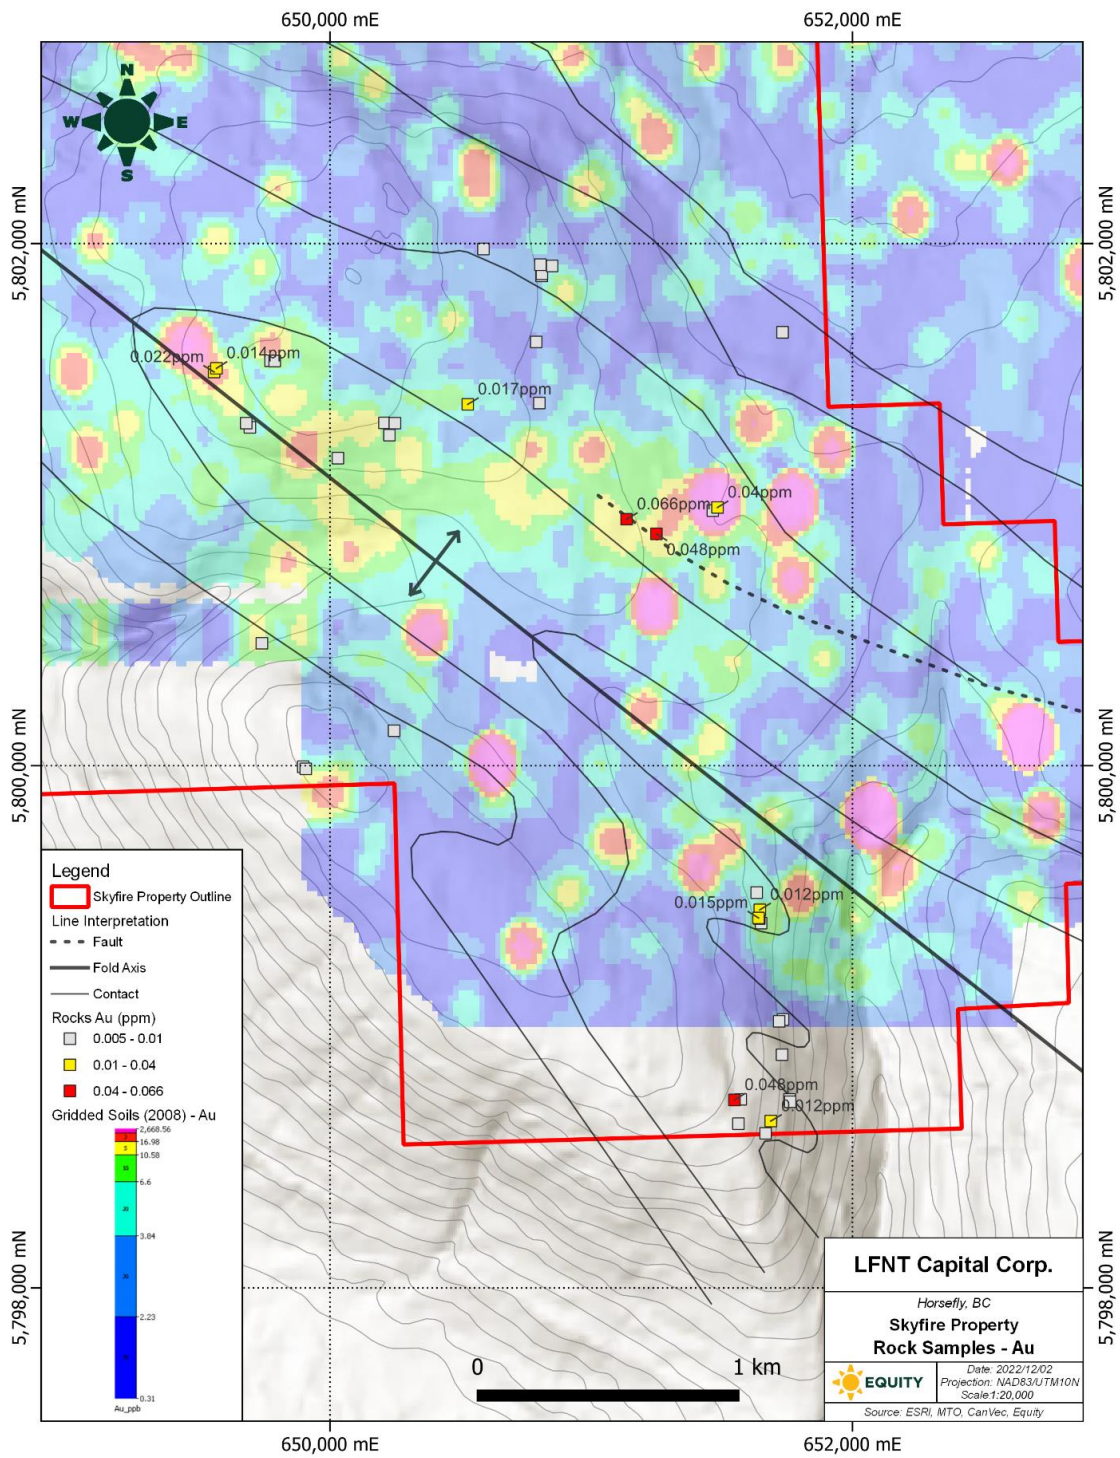 650,000 mE
652,000 mE
N
W E
S
5,802,000 mN
5,802,000 mN
0.022ppm
0.014ppm
0.017ppm
0.066ppm
0.04ppm
0.048ppm
5,800,000 mN
5,800,000 mN
0.015ppm
0.012ppm
0.048ppm
0.012ppm
Legend
Skyfire Property Outline
Line Interpretation
Fault
Fold Axis
Contact
Rocks Au (ppm)
0.005 - 0.01
0.01 - 0.04
0.04 - 0.066
Gridded Soils (2008) - Au
2,668.56
16.98
10.58
6.6
3.84
2.23
0.31
Au_ppb
5,798,000 mN
5,798,000 mN
0 1 km
LFNT Capital Corp.
Horsefly, BC
Skyfire Property
Rock Samples - Au
EQUITY
Date: 2022/12/02
Projection: NAD83/UTM10N
Scale:1:20,000
Source: ESRI, MTO, CanVec, Equity
650,000 mE
652,000 mE